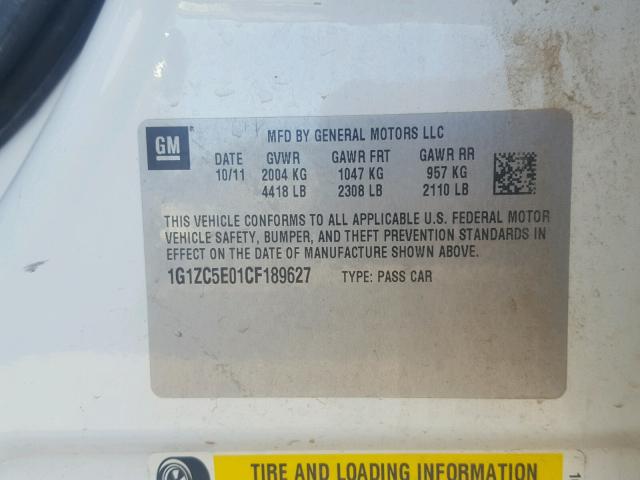 GM
MFD BY GENERAL MOTORS LLC
DATE GVWR GAWR FRT GAWR RR
10/11 2004 KG 1047 KG 957 KG
4418 LB 2308 LB 2110 LB
THIS VEHICLE CONFORMS TO ALL APPLICABLE U.S. FEDERAL MOTOR
VEHICLE SAFETY, BUMPER, AND THEFT PREVENTION STANDARDS IN
EFFECT ON THE DATE OF MANUFACTURE SHOWN ABOVE.
1G1ZC5E01CF189627 TYPE: PASS CAR
TIRE AND LOADING INFORMATION